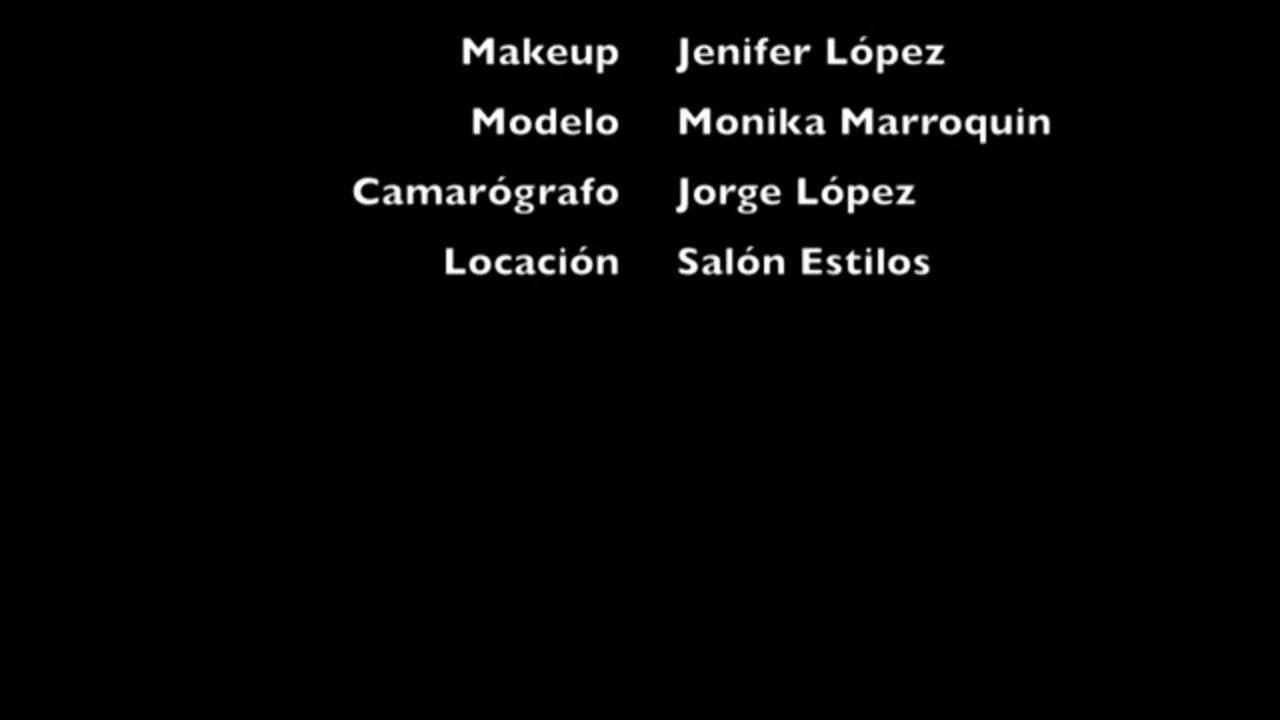 Makeup Jenifer López
Modelo Monika Marroquin
Camarógrafo Jorge López
Locación Salón Estilos